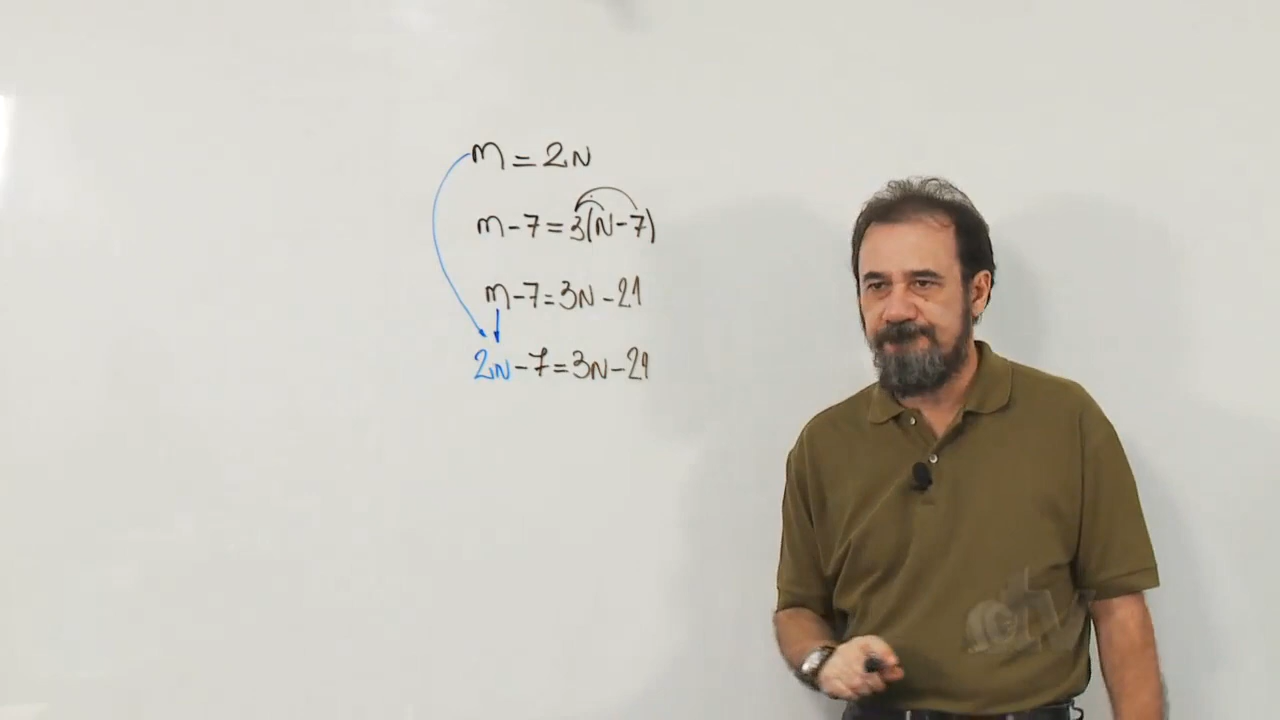 m = 2N
m - 7 = 3(N - 7)
m - 7 = 3N - 21
2N - 7 = 3N - 21